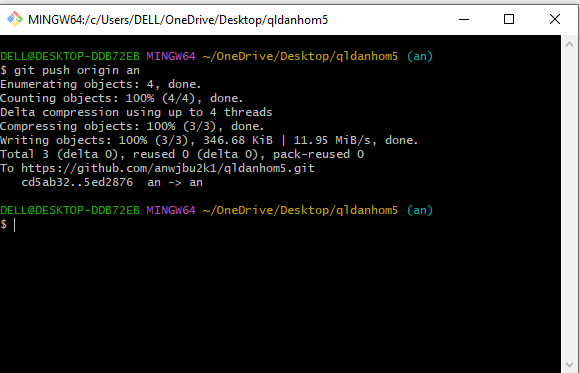 MINGW64:/c/Users/DELL/OneDrive/Desktop/qldanhom5
DELL@DESKTOP-DDB72EB MINGW64 ~/OneDrive/Desktop/qldanhom5 (an)
$ git push origin an
Enumerating objects: 4, done.
Counting objects: 100% (4/4), done.
Delta compression using up to 4 threads
Compressing objects: 100% (3/3), done.
Writing objects: 100% (3/3), 346.68 KiB | 11.95 MiB/s, done.
Total 3 (delta 0), reused 0 (delta 0), pack-reused 0
To https://github.com/anwjbu2k1/qldanhom5.git
   cd5ab32..5ed2876  an -> an
DELL@DESKTOP-DDB72EB MINGW64 ~/OneDrive/Desktop/qldanhom5 (an)
$